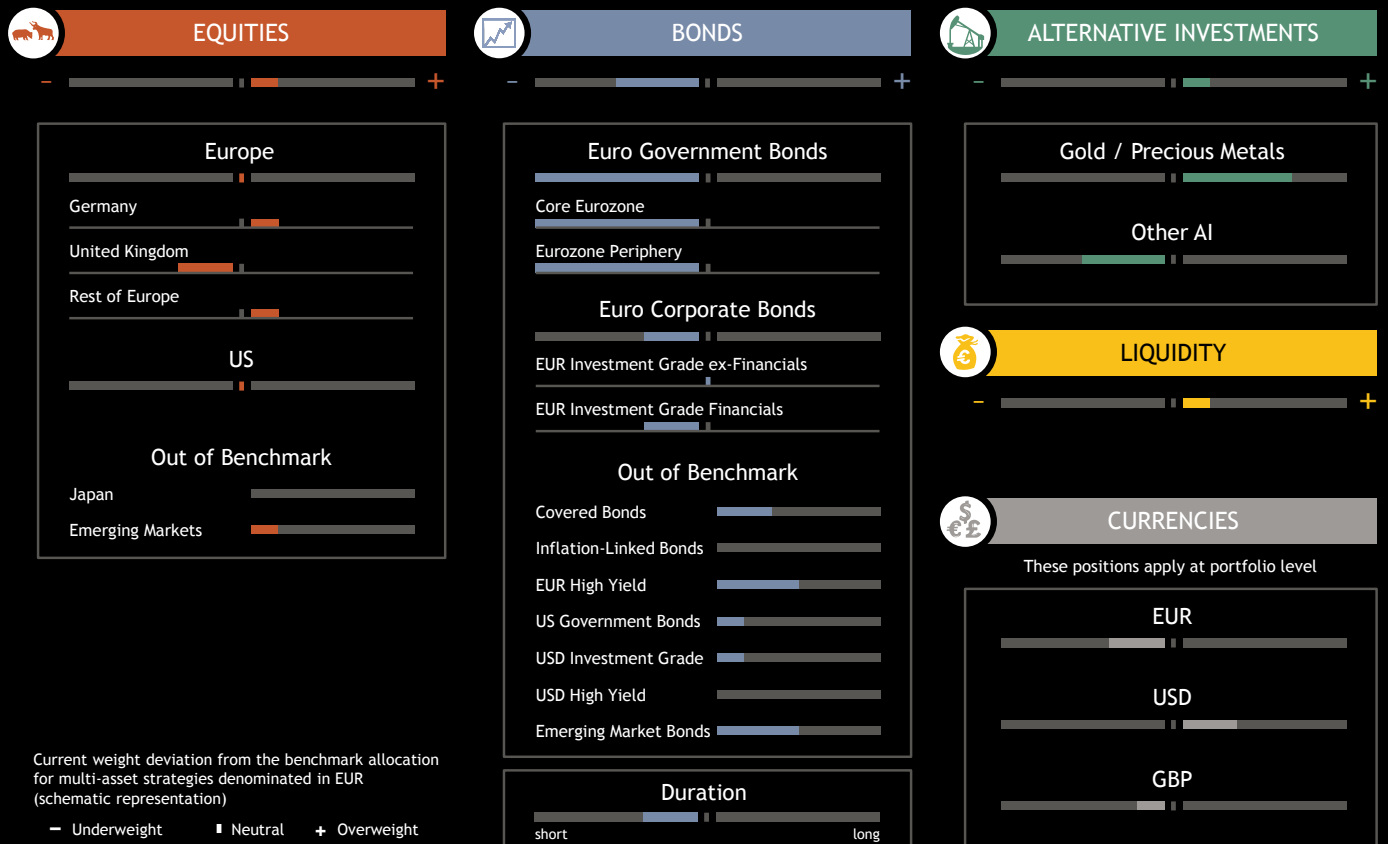 EQUITIES
− +
Europe
Germany
United Kingdom
Rest of Europe
US
Out of Benchmark
Japan
Emerging Markets
Current weight deviation from the benchmark allocation
for multi-asset strategies denominated in EUR
(schematic representation)
− Underweight Neutral + Overweight
BONDS
− +
Euro Government Bonds
Core Eurozone
Eurozone Periphery
Euro Corporate Bonds
EUR Investment Grade ex-Financials
EUR Investment Grade Financials
Out of Benchmark
Covered Bonds
Inflation-Linked Bonds
EUR High Yield
US Government Bonds
USD Investment Grade
USD High Yield
Emerging Market Bonds
Duration
short long
ALTERNATIVE INVESTMENTS
− +
Gold / Precious Metals
Other AI
€
LIQUIDITY
− +
$
€ £
CURRENCIES
These positions apply at portfolio level
EUR
USD
GBP